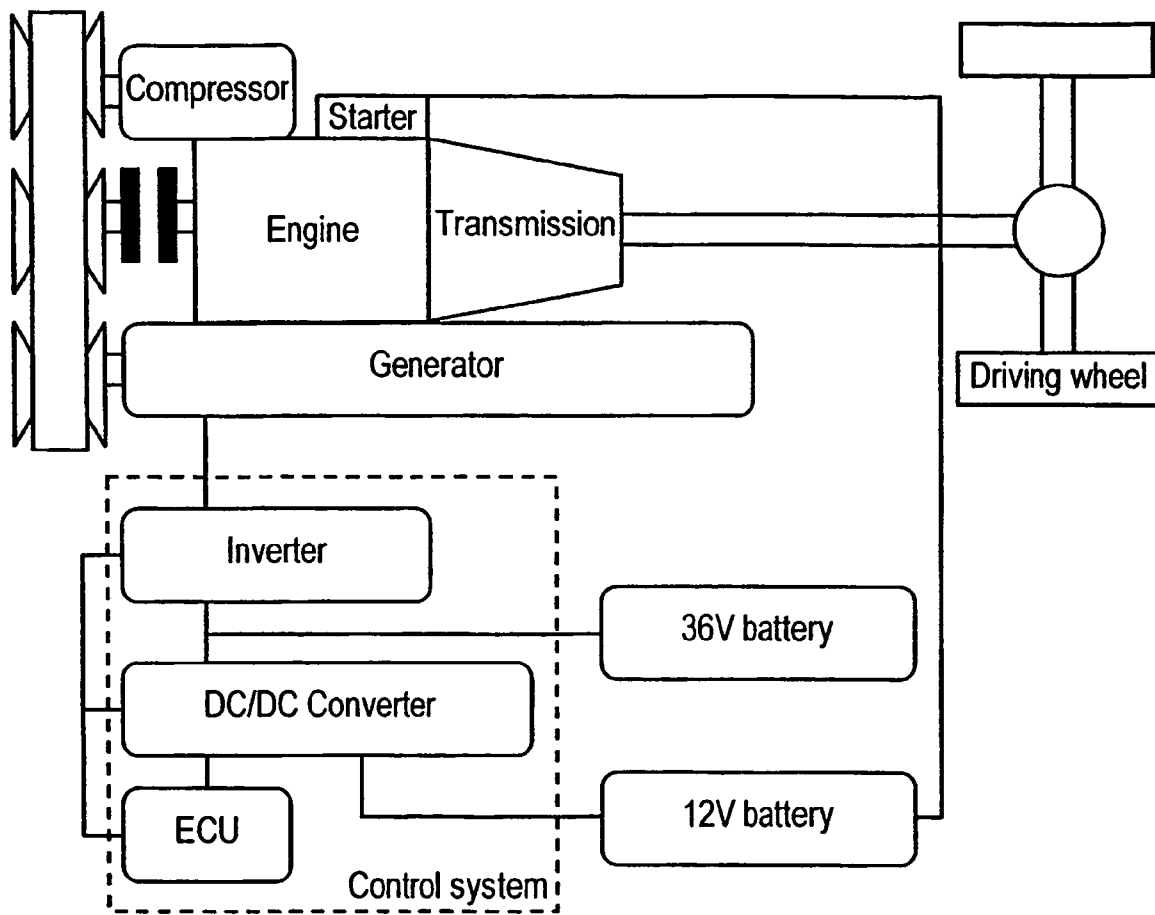 Compressor
Starter
Engine
Transmission
Generator
Driving wheel
Inverter
36V battery
DC/DC Converter
12V battery
ECU
Control system